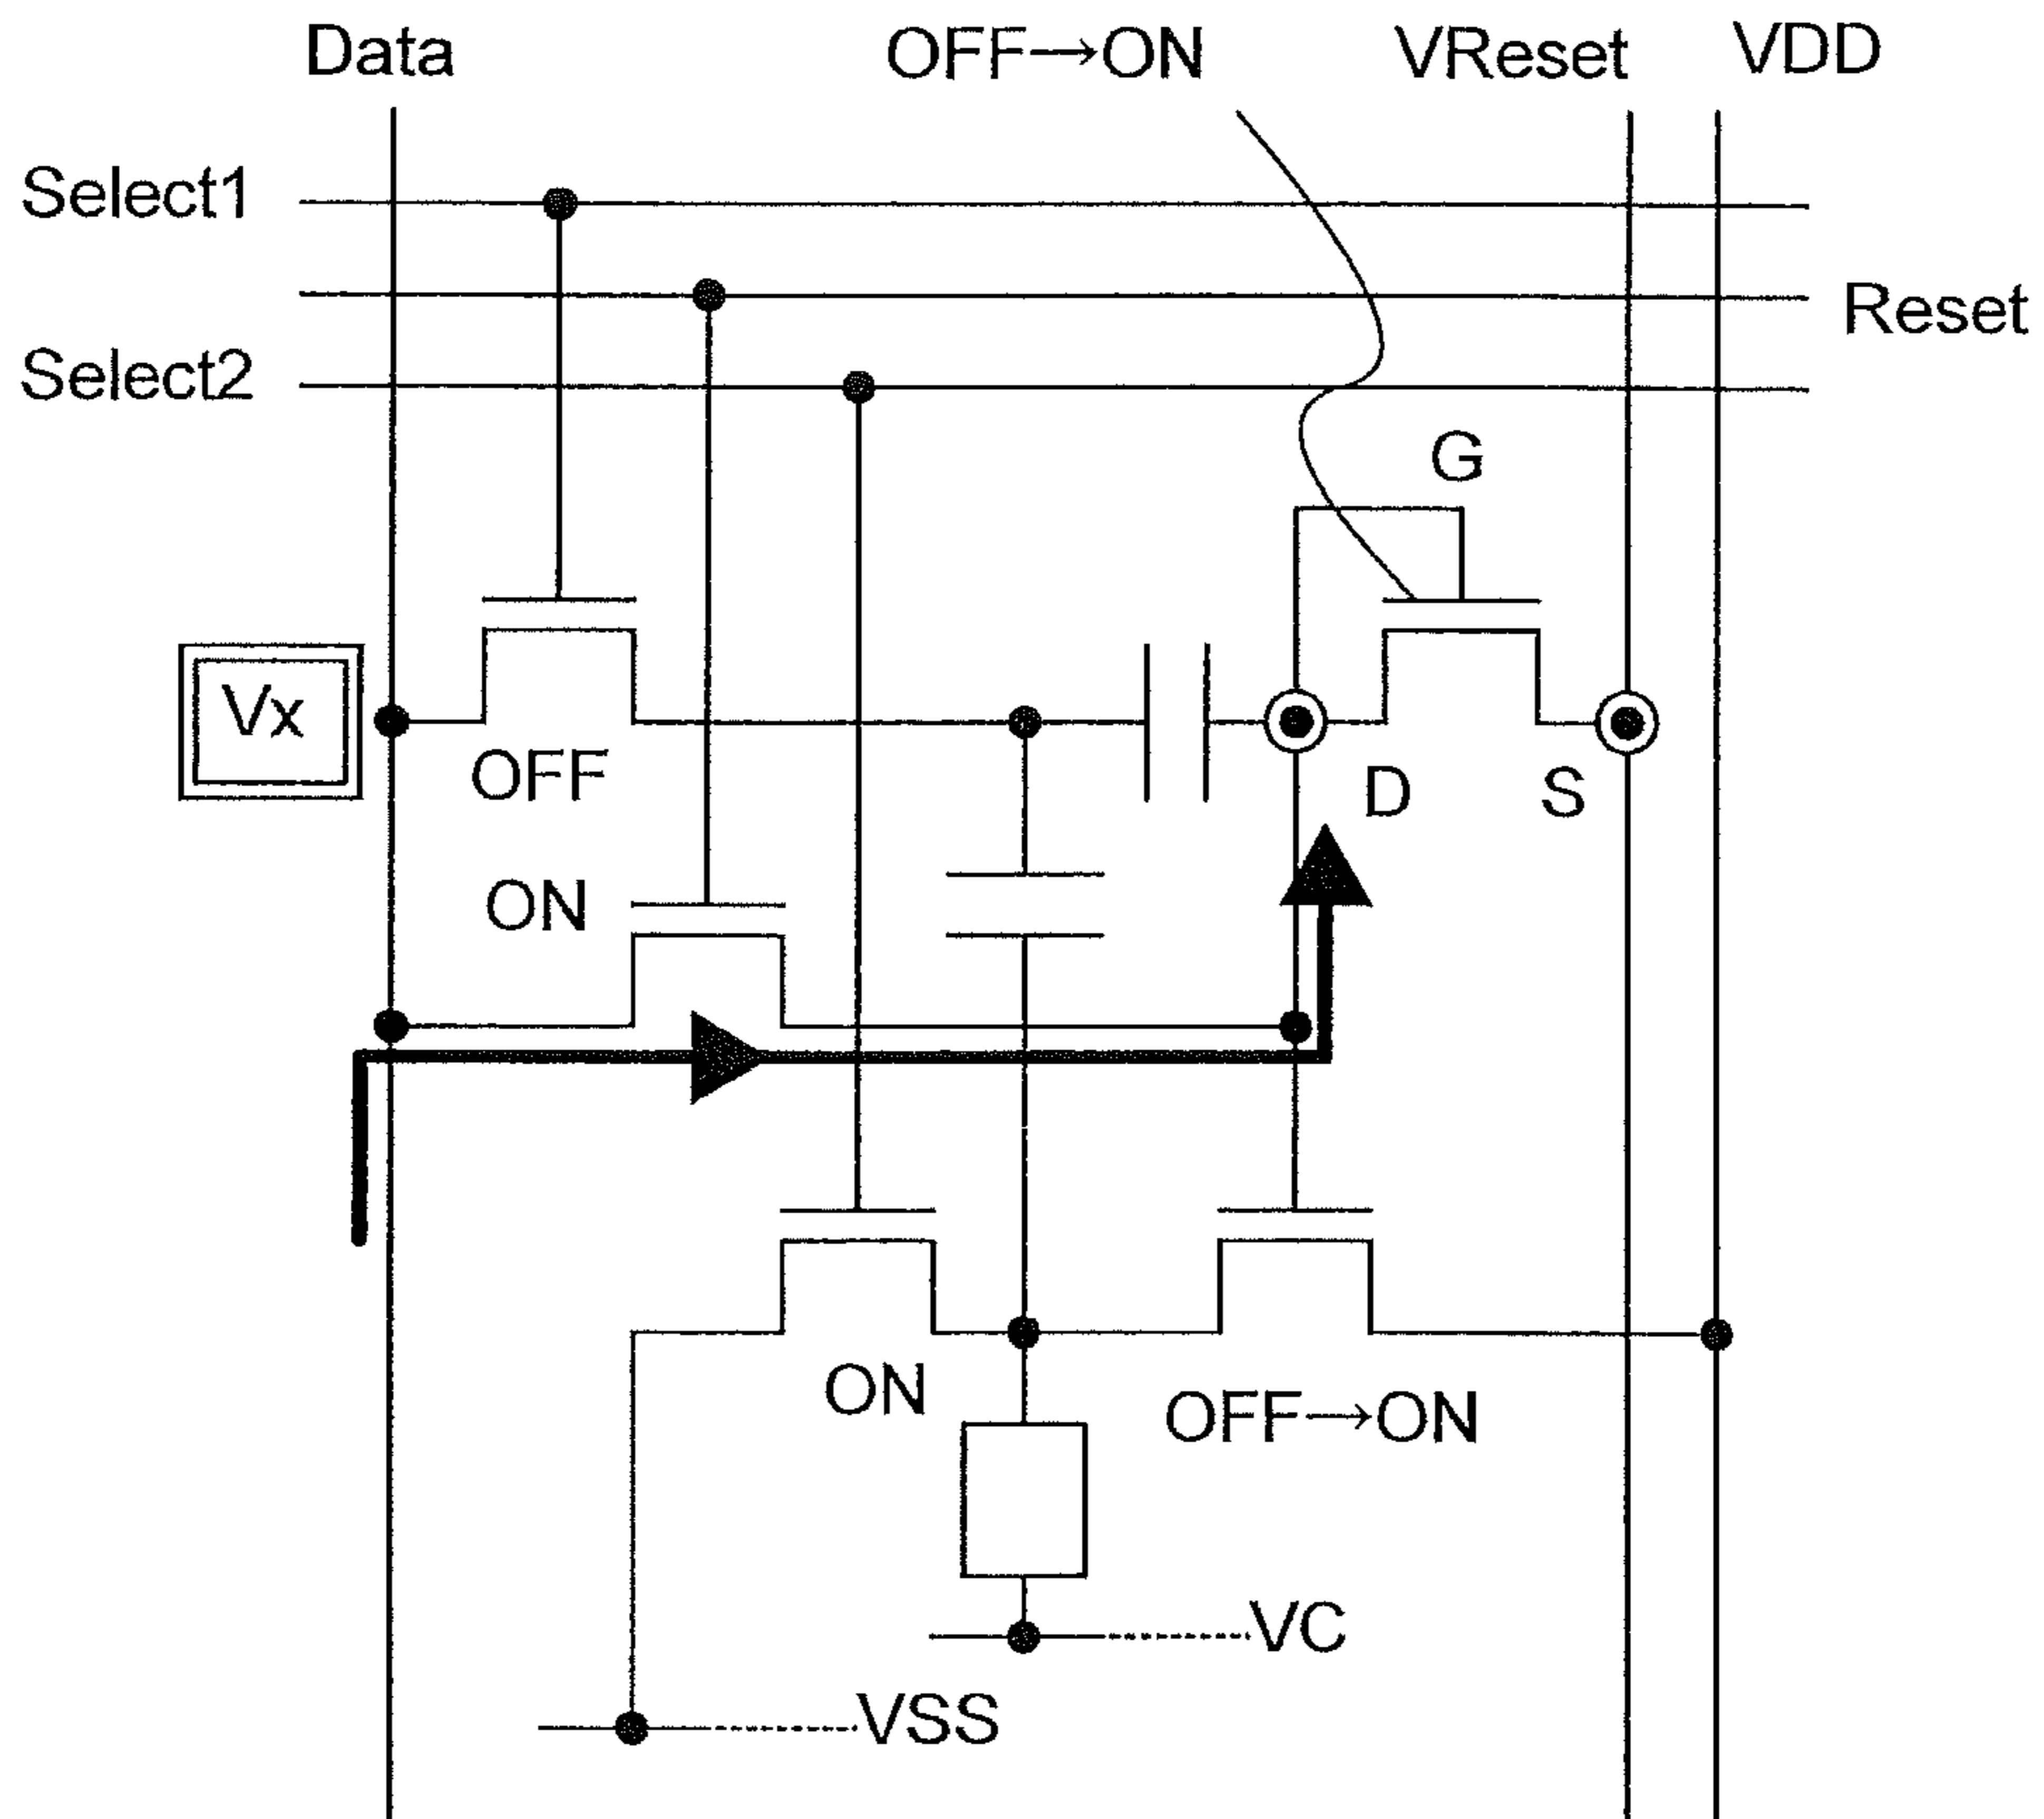 Data
OFF→ON
VReset
VDD
Select1
Reset
Select2
G
Vx
OFF
D
S
ON
ON
OFF→ON
VC
VSS